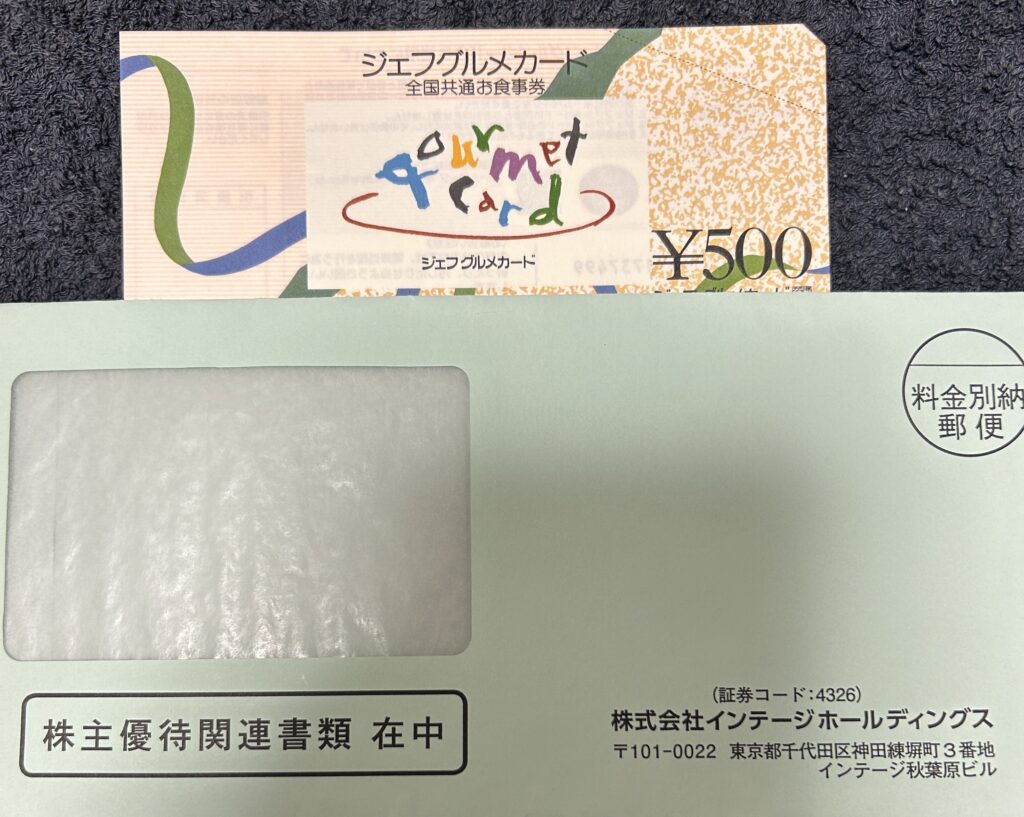 ジェフグルメカード
全国共通お食事券
gourmet
card
ジェフグルメカード
¥500
料金別納
郵便
株主優待関連書類 在中
（証券コード：4326）
株式会社インテージホールディングス
〒101-0022 東京都千代田区神田練塀町３番地
インテージ秋葉原ビル